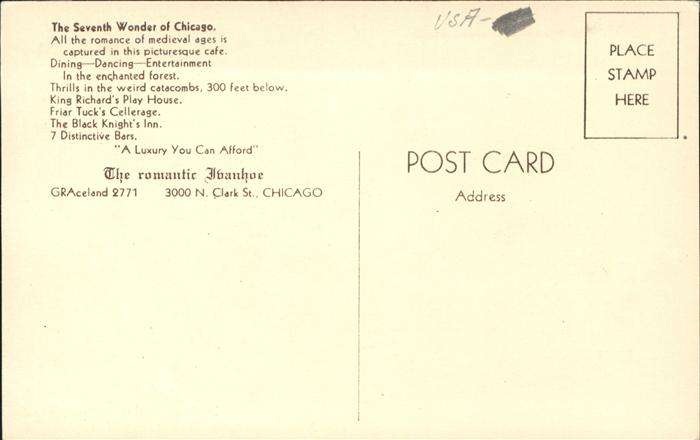 The Seventh Wonder of Chicago.
All the romance of medieval ages is
captured in this picturesque cafe.
Dining—Dancing—Entertainment
In the enchanted forest.
Thrills in the weird catacombs, 300 feet below.
King Richard's Play House.
Friar Tuck's Cellerage.
The Black Knight's Inn.
7 Distinctive Bars.
"A Luxury You Can Afford"
The romantic Ivanhoe
GRAceland 2771 3000 N. Clark St., CHICAGO
USA-
PLACE
STAMP
HERE
POST CARD
Address